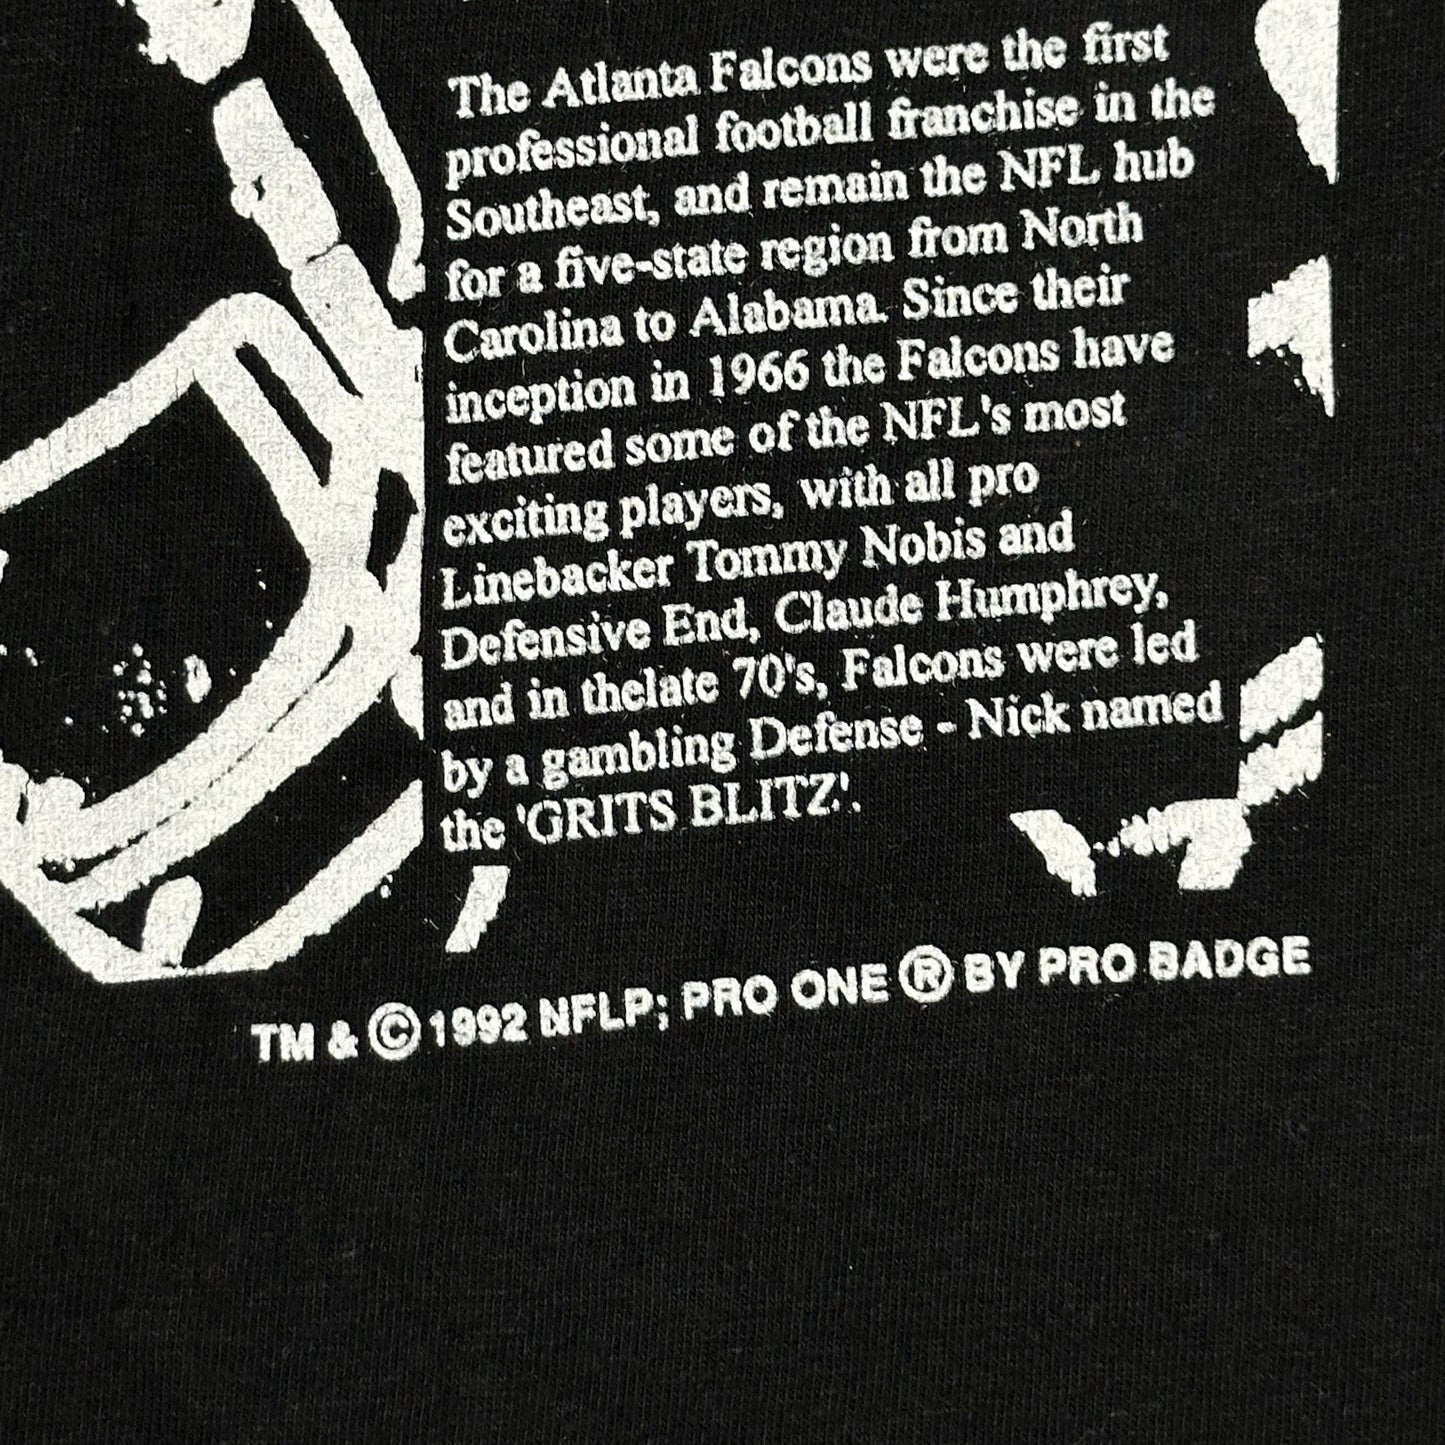 The Atlanta Falcons were the first
professional football franchise in the
Southeast, and remain the NFL hub
for a five-state region from North
Carolina to Alabama. Since their
inception in 1966 the Falcons have
featured some of the NFL's most
exciting players, with all pro
Linebacker Tommy Nobis and
Defensive End, Claude Humphrey,
and in thelate 70's, Falcons were led
by a gambling Defense - Nick named
the 'GRITS BLITZ'.
TM & © 1992 NFLP; PRO ONE ® BY PRO BADGE